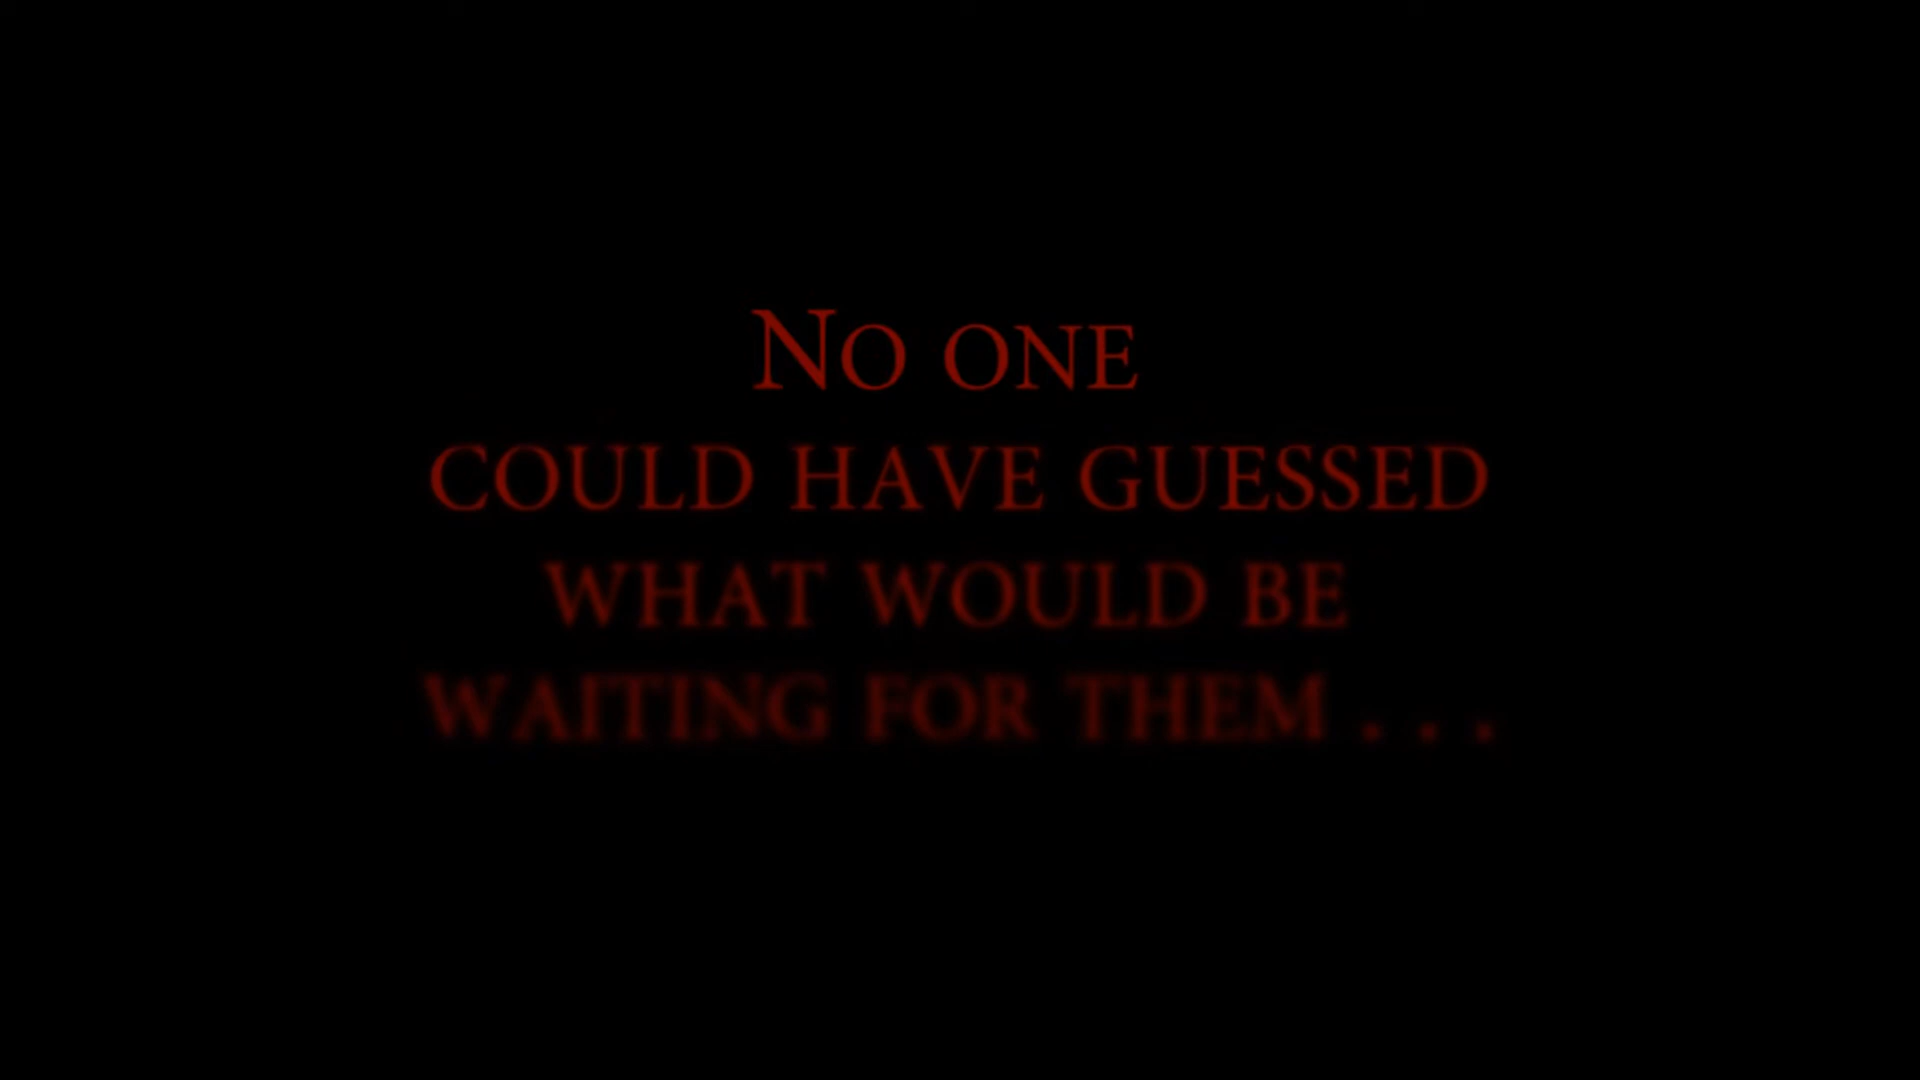 No one
could have guessed
what would be
waiting for them . . .